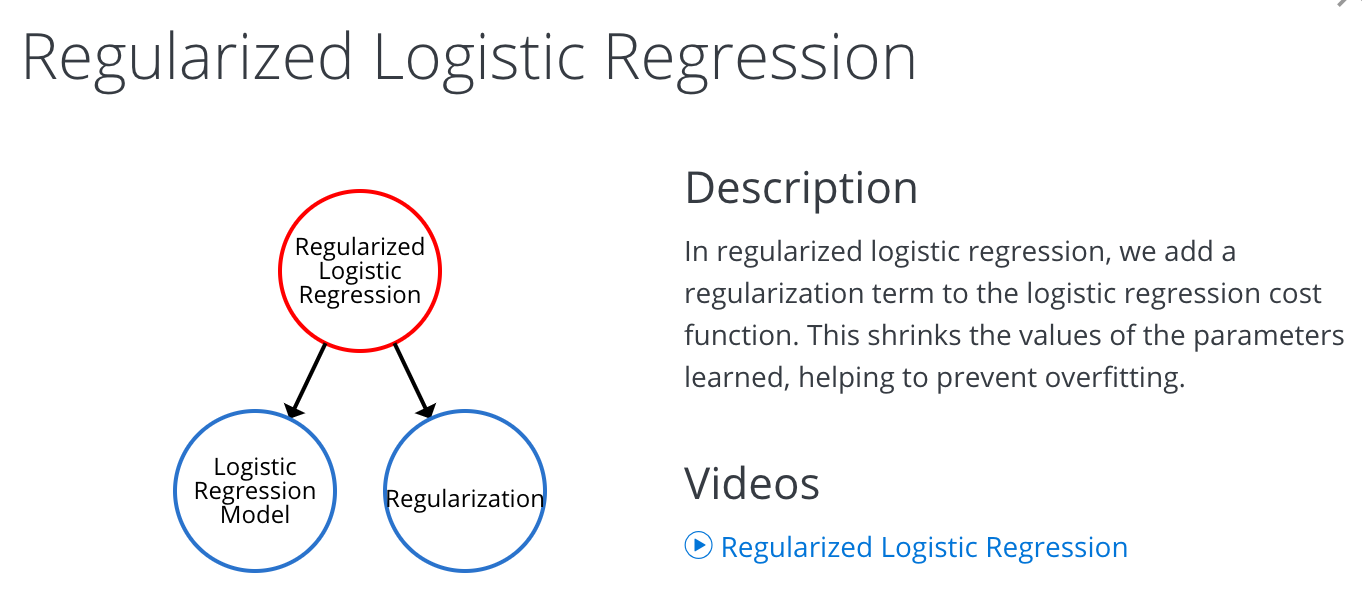 Regularized Logistic Regression
Regularized
Logistic
Regression
Logistic
Regression
Model
Regularization
Description
In regularized logistic regression, we add a
regularization term to the logistic regression cost
function. This shrinks the values of the parameters
learned, helping to prevent overfitting.
Videos
Regularized Logistic Regression